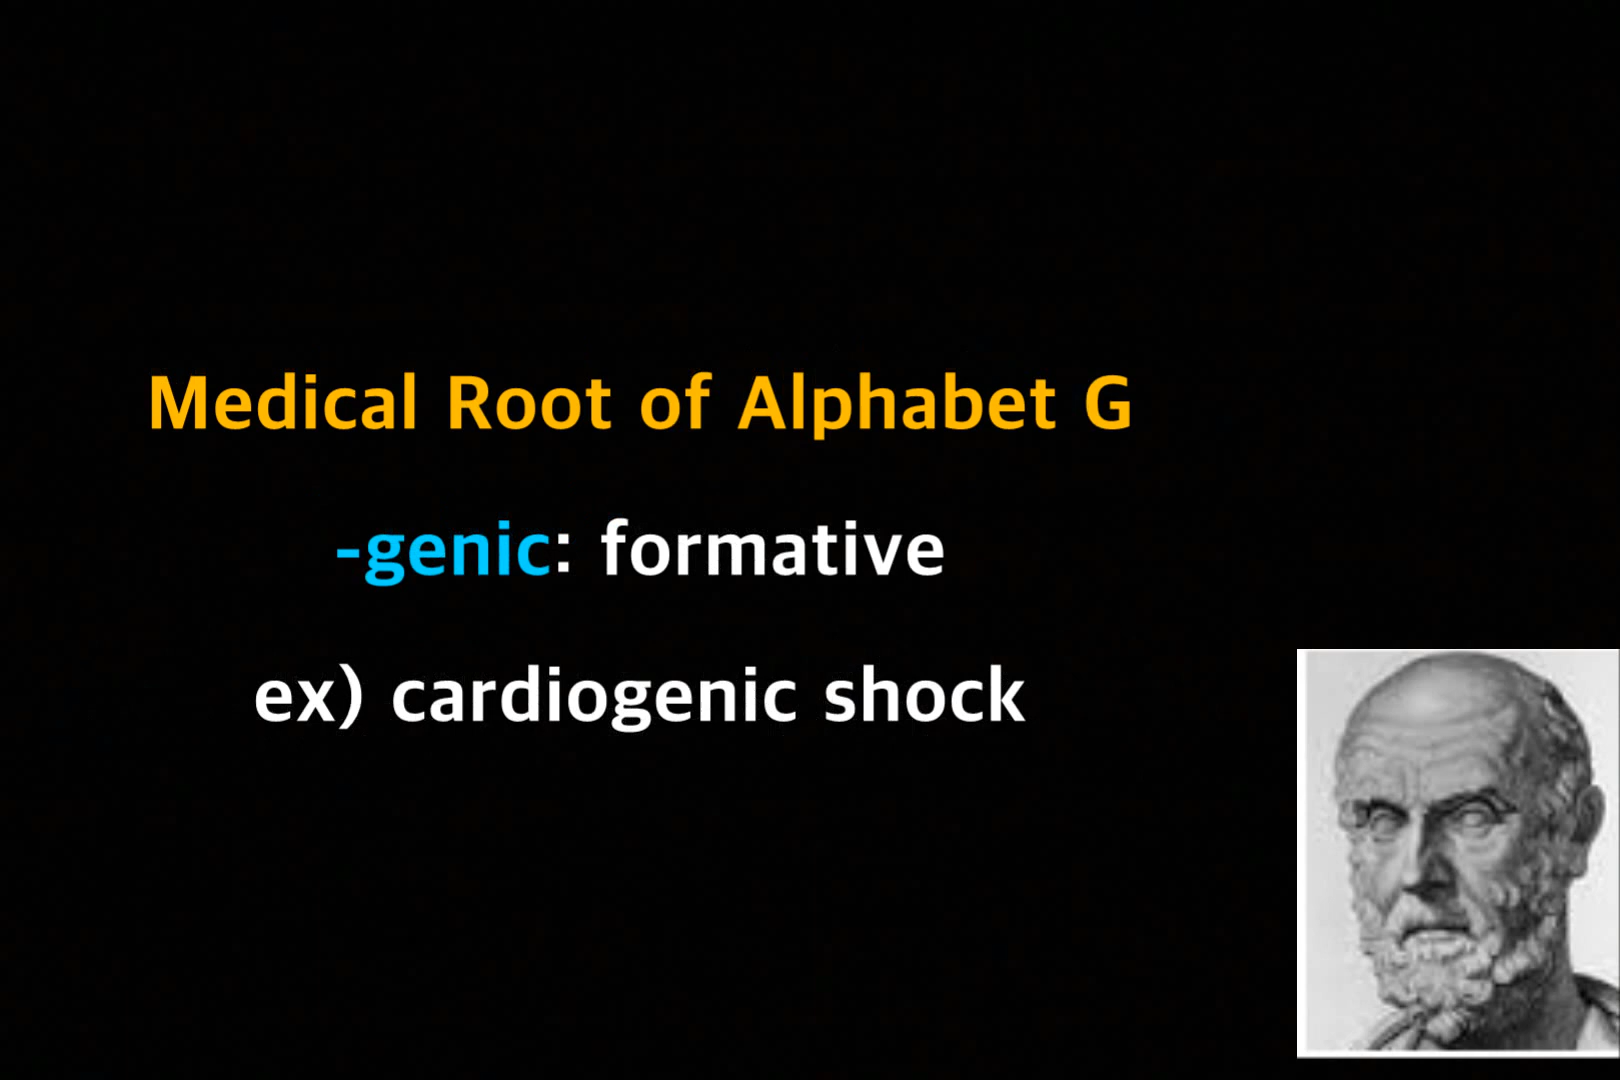 Medical Root of Alphabet G
-genic: formative
ex) cardiogenic shock